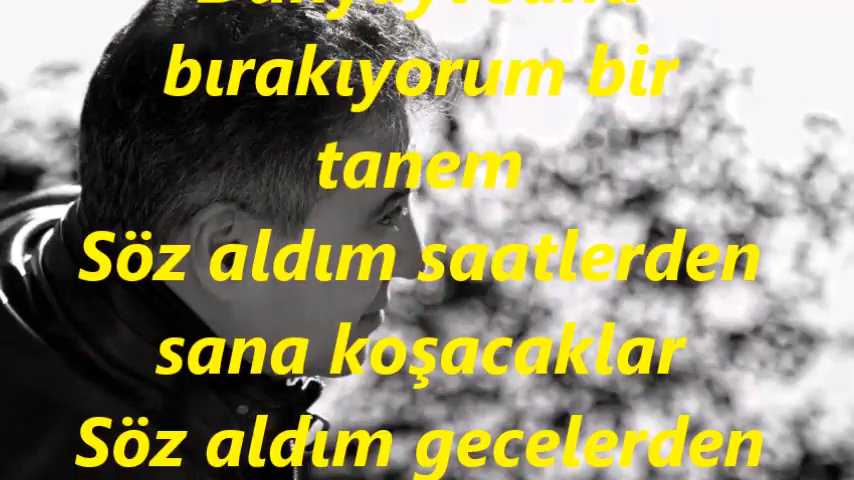 bırakıyorum bir
tanem
Söz aldım saatlerden
sana koşacaklar
Söz aldım gecelerden